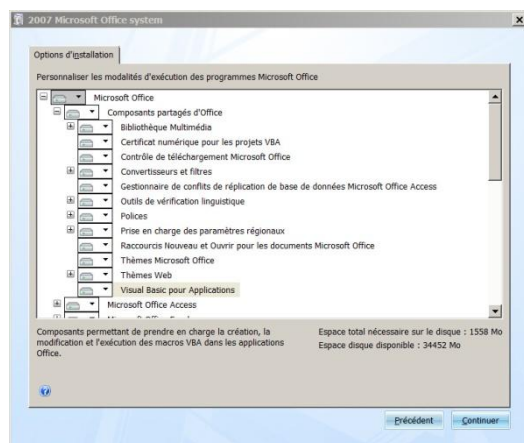 2007 Microsoft Office system
Options d'installation
Personnaliser les modalités d'exécution des programmes Microsoft Office
Microsoft Office
Composants partagés d'Office
Bibliothèque Multimédia
Certificat numérique pour les projets VBA
Contrôle de téléchargement Microsoft Office
Convertisseurs et filtres
Gestionnaire de conflits de réplication de base de données Microsoft Office Access
Outils de vérification linguistique
Polices
Prise en charge des paramètres régionaux
Raccourcis Nouveau et Ouvrir pour les documents Microsoft Office
Thèmes Microsoft Office
Thèmes Web
Visual Basic pour Applications
Microsoft Office Access
Composants permettant de prendre en charge la création, la
modification et l'exécution des macros VBA dans les applications
Office.
Espace total nécessaire sur le disque : 1558 Mo
Espace disque disponible : 34452 Mo
Précédent
Continuer